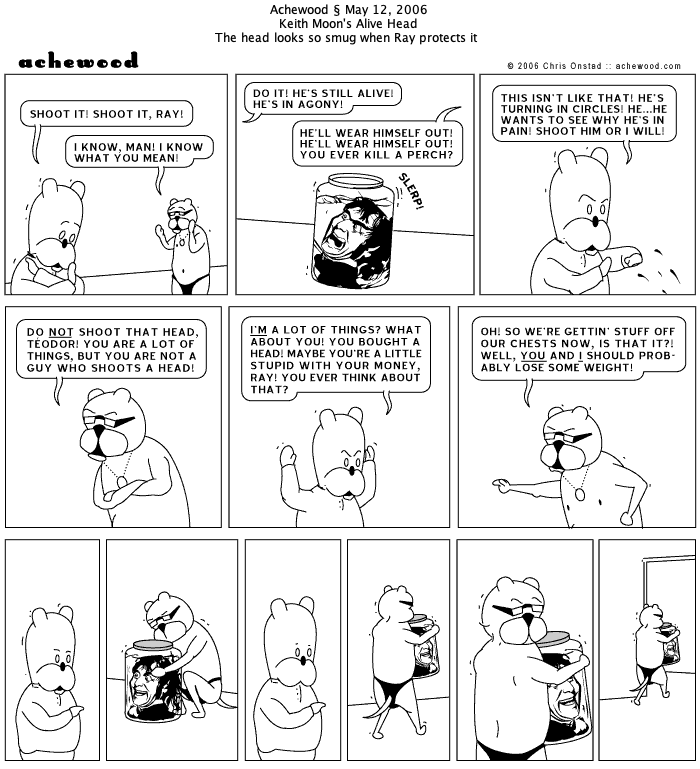 Achewood § May 12, 2006
Keith Moon's Alive Head
The head looks so smug when Ray protects it
achewood
© 2006 Chris Onstad :: achewood.com
SHOOT IT! SHOOT IT, RAY!
I KNOW, MAN! I KNOW
WHAT YOU MEAN!
DO IT! HE'S STILL ALIVE!
HE'S IN AGONY!
HE'LL WEAR HIMSELF OUT!
HE'LL WEAR HIMSELF OUT!
YOU EVER KILL A PERCH?
SLERP!
THIS ISN'T LIKE THAT! HE'S
TURNING IN CIRCLES! HE...HE
WANTS TO SEE WHY HE'S IN
PAIN! SHOOT HIM OR I WILL!
DO NOT SHOOT THAT HEAD,
TÉODOR! YOU ARE A LOT OF
THINGS, BUT YOU ARE NOT A
GUY WHO SHOOTS A HEAD!
I'M A LOT OF THINGS? WHAT
ABOUT YOU! YOU BOUGHT A
HEAD! MAYBE YOU'RE A LITTLE
STUPID WITH YOUR MONEY,
RAY! YOU EVER THINK ABOUT
THAT?
OH! SO WE'RE GETTIN' STUFF OFF
OUR CHESTS NOW, IS THAT IT?!
WELL, YOU AND I SHOULD PROB-
ABLY LOSE SOME WEIGHT!